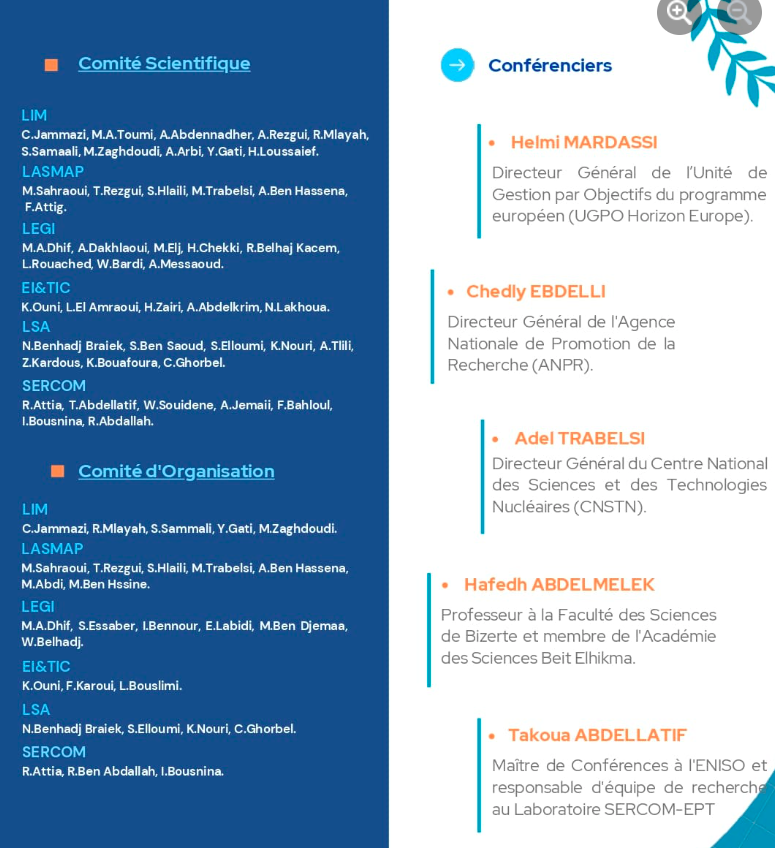 Comité Scientifique
LIM
C.Jammazi, M.A.Toumi, A.Abdennadher, A.Rezgui, R.Mlayah,
S.Samaali, M.Zaghdoudi, A.Arbi, Y.Gati, H.Loussaief.
LASMAP
M.Sahraoui, T.Rezgui, S.Hlaili, M.Trabelsi, A.Ben Hassena,
F.Attig.
LEGI
M.A.Dhif, A.Dakhlaoui, M.Elj, H.Chekki, R.Belhaj Kacem,
L.Rouached, W.Bardi, A.Messaoud.
EI&TIC
K.Ouni, L.El Amraoui, H.Zairi, A.Abdelkrim, N.Lakhoua.
LSA
N.Benhadj Braiek, S.Ben Saoud, S.Elloumi, K.Nouri, A.Tlili,
Z.Kardous, K.Bouafoura, C.Ghorbel.
SERCOM
R.Attia, T.Abdellatif, W.Souidene, A.Jemaii, F.Bahloul,
I.Bousnina, R.Abdallah.
Comité d'Organisation
LIM
C.Jammazi, R.Mlayah, S.Sammali, Y.Gati, M.Zaghdoudi.
LASMAP
M.Sahraoui, T.Rezgui, S.Hlaili, M.Trabelsi, A.Ben Hassena,
M.Abdi, M.Ben Hssine.
LEGI
M.A.Dhif, S.Essaber, I.Bennour, E.Labidi, M.Ben Djemaa,
W.Belhadj.
EI&TIC
K.Ouni, F.Karoui, L.Bouslimi.
LSA
N.Benhadj Braiek, S.Elloumi, K.Nouri, C.Ghorbel.
SERCOM
R.Attia, R.Ben Abdallah, I.Bousnina.
Conférenciers
• Helmi MARDASSI
Directeur Général de l’Unité de
Gestion par Objectifs du programme
européen (UGPO Horizon Europe).
• Chedly EBDELLI
Directeur Général de l'Agence
Nationale de Promotion de la
Recherche (ANPR).
• Adel TRABELSI
Directeur Général du Centre National
des Sciences et des Technologies
Nucléaires (CNSTN).
• Hafedh ABDELMELEK
Professeur à la Faculté des Sciences
de Bizerte et membre de l'Académie
des Sciences Beit Elhikma.
• Takoua ABDELLATIF
Maître de Conférences à l'ENISO et
responsable d'équipe de recherche
au Laboratoire SERCOM-EPT